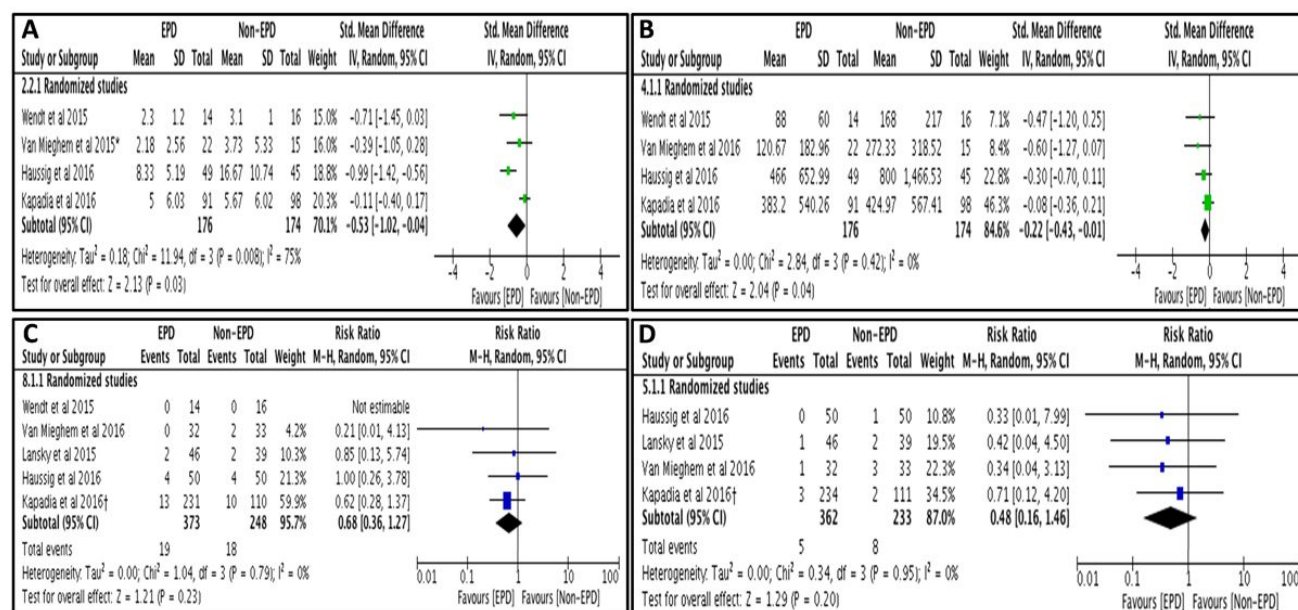 A
EPD Non-EPD Std. Mean Difference Std. Mean Difference
Study or Subgroup Mean SD Total Mean SD Total Weight IV, Random, 95% CI IV, Random, 95% CI
2.2.1 Randomized studies
Wendt et al 2015 2.3 1.2 14 3.1 1 16 15.0% -0.71 [-1.45, 0.03]
Van Mieghem et al 2015* 2.18 2.56 22 3.73 5.33 15 16.0% -0.39 [-1.05, 0.28]
Haussig et al 2016 8.33 5.19 49 16.67 10.74 45 18.8% -0.99 [-1.42, -0.56]
Kapadia et al 2016 5 6.03 91 5.67 6.02 98 20.3% -0.11 [-0.40, 0.17]
Subtotal (95% CI) 176 174 70.1% -0.53 [-1.02, -0.04]
Heterogeneity: Tau² = 0.18; Chi² = 11.94, df = 3 (P = 0.008); I² = 75%
Test for overall effect: Z = 2.13 (P = 0.03)
-4 -2 0 2 4
Favours [EPD] Favours [Non-EPD]
B
EPD Non-EPD Std. Mean Difference Std. Mean Difference
Study or Subgroup Mean SD Total Mean SD Total Weight IV, Random, 95% CI IV, Random, 95% CI
4.1.1 Randomized studies
Wendt et al 2015 88 60 14 168 217 16 7.1% -0.47 [-1.20, 0.25]
Van Mieghem et al 2016 120.67 182.96 22 272.33 318.52 15 8.4% -0.60 [-1.27, 0.07]
Haussig et al 2016 466 652.99 49 800 1,466.53 45 22.8% -0.30 [-0.70, 0.11]
Kapadia et al 2016 383.2 540.26 91 424.97 567.41 98 46.3% -0.08 [-0.36, 0.21]
Subtotal (95% CI) 176 174 84.6% -0.22 [-0.43, -0.01]
Heterogeneity: Tau² = 0.00; Chi² = 2.84, df = 3 (P = 0.42); I² = 0%
Test for overall effect: Z = 2.04 (P = 0.04)
-4 -2 0 2 4
Favours [EPD] Favours [Non-EPD]
C
EPD Non-EPD Risk Ratio Risk Ratio
Study or Subgroup Events Total Events Total Weight M-H, Random, 95% CI M-H, Random, 95% CI
8.1.1 Randomized studies
Wendt et al 2015 0 14 0 16 Not estimable
Van Mieghem et al 2016 0 32 2 33 4.2% 0.21 [0.01, 4.13]
Lansky et al 2015 2 46 2 39 10.3% 0.85 [0.13, 5.74]
Haussig et al 2016 4 50 4 50 21.3% 1.00 [0.26, 3.78]
Kapadia et al 2016† 13 231 10 110 59.9% 0.62 [0.28, 1.37]
Subtotal (95% CI) 373 248 95.7% 0.68 [0.36, 1.27]
Total events 19 18
Heterogeneity: Tau² = 0.00; Chi² = 1.04, df = 3 (P = 0.79); I² = 0%
Test for overall effect: Z = 1.21 (P = 0.23)
0.01 0.1 1 10 100
Favours [EPD] Favours [Non-EPD]
D
EPD Non-EPD Risk Ratio Risk Ratio
Study or Subgroup Events Total Events Total Weight M-H, Random, 95% CI M-H, Random, 95% CI
5.1.1 Randomized studies
Haussig et al 2016 0 50 1 50 10.8% 0.33 [0.01, 7.99]
Lansky et al 2015 1 46 2 39 19.5% 0.42 [0.04, 4.50]
Van Mieghem et al 2016 1 32 3 33 22.3% 0.34 [0.04, 3.13]
Kapadia et al 2016† 3 234 2 111 34.5% 0.71 [0.12, 4.20]
Subtotal (95% CI) 362 233 87.0% 0.48 [0.16, 1.46]
Total events 5 8
Heterogeneity: Tau² = 0.00; Chi² = 0.34, df = 3 (P = 0.95); I² = 0%
Test for overall effect: Z = 1.29 (P = 0.20)
0.01 0.1 1 10 100
Favours [EPD] Favours [Non-EPD]